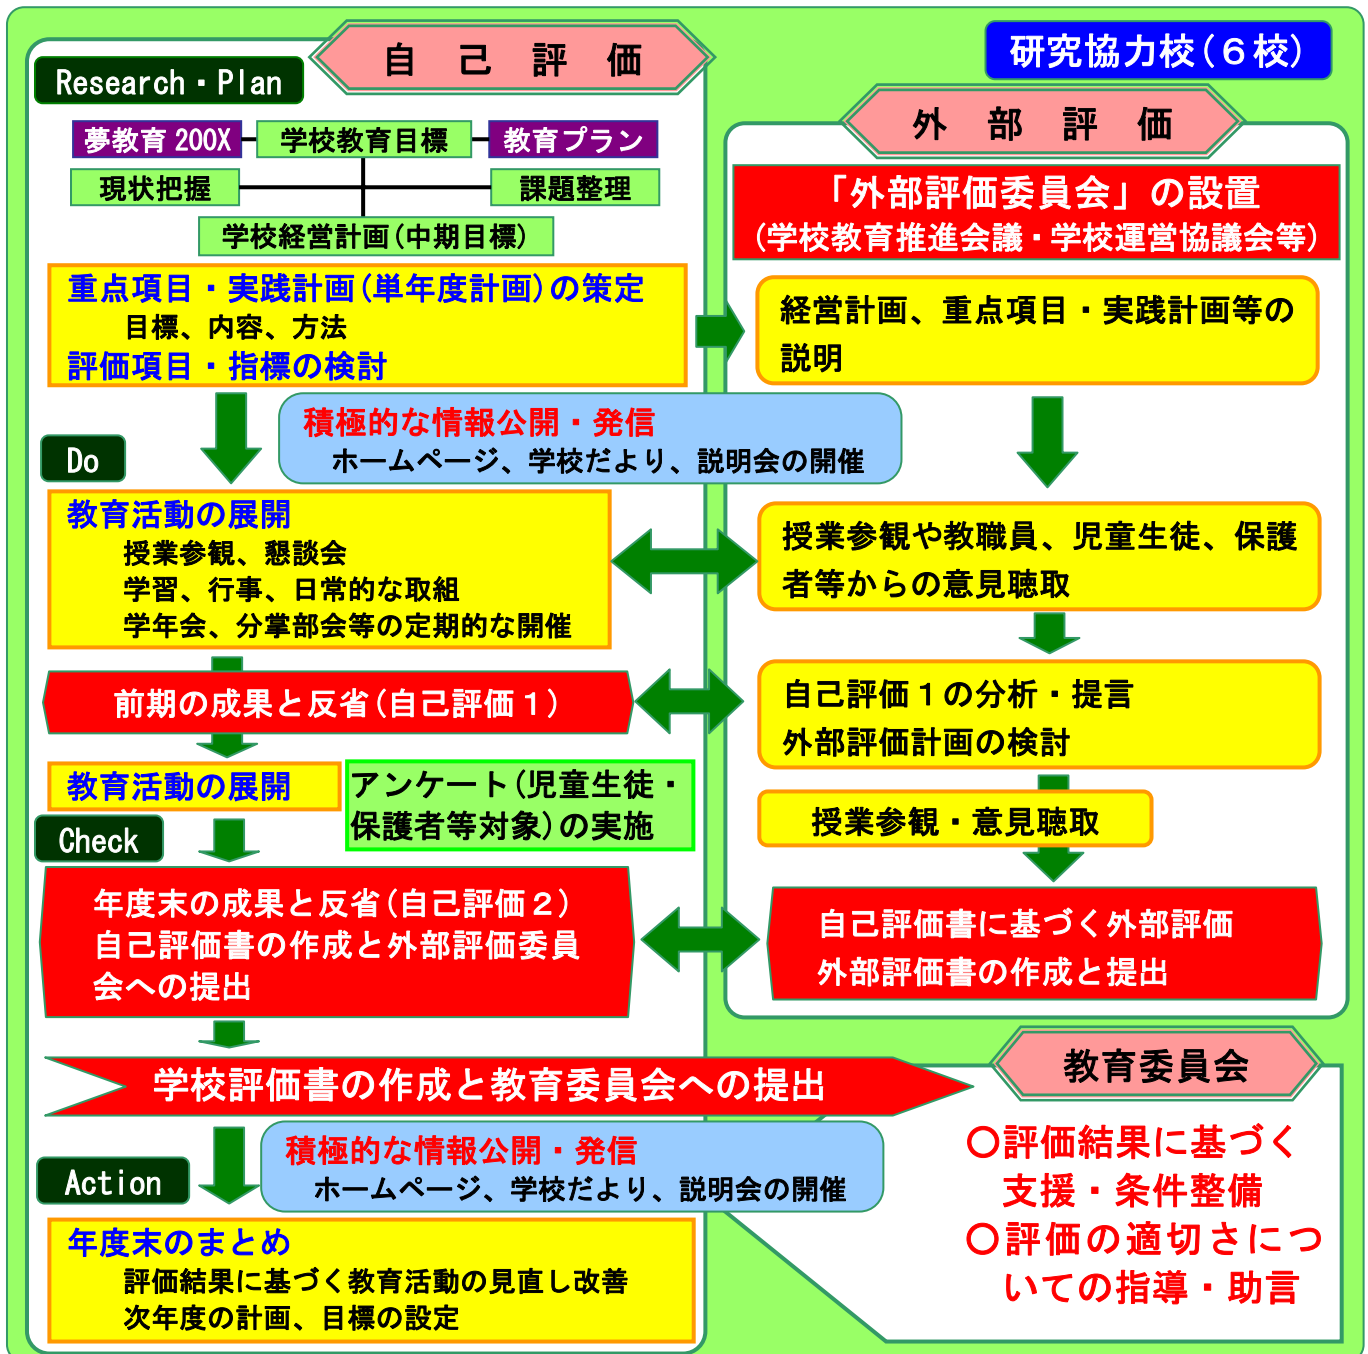 自己評価
研究協力校(６校)
Research・Plan
外部評価
夢教育 200X
学校教育目標
教育プラン
現状把握
課題整理
学校経営計画(中期目標)
「外部評価委員会」の設置
(学校教育推進会議・学校運営協議会等)
重点項目・実践計画(単年度計画)の策定
目標、内容、方法
評価項目・指標の検討
経営計画、重点項目・実践計画等の
説明
積極的な情報公開・発信
ホームページ、学校だより、説明会の開催
Do
教育活動の展開
授業参観、懇談会
学習、行事、日常的な取組
学年会、分掌部会等の定期的な開催
授業参観や教職員、児童生徒、保護
者等からの意見聴取
前期の成果と反省(自己評価１)
自己評価１の分析・提言
外部評価計画の検討
教育活動の展開
アンケート(児童生徒・
保護者等対象)の実施
授業参観・意見聴取
Check
年度末の成果と反省(自己評価２)
自己評価書の作成と外部評価委員
会への提出
自己評価書に基づく外部評価
外部評価書の作成と提出
学校評価書の作成と教育委員会への提出
教育委員会
○評価結果に基づく
支援・条件整備
○評価の適切さにつ
いての指導・助言
積極的な情報公開・発信
ホームページ、学校だより、説明会の開催
Action
年度末のまとめ
評価結果に基づく教育活動の見直し改善
次年度の計画、目標の設定